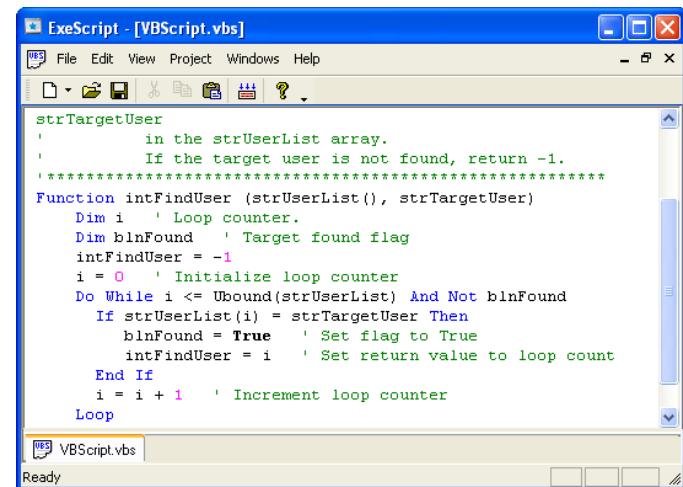 ExeScript - [VBScript.vbs]
File Edit View Project Windows Help
strTargetUser
'          in the strUserList array.
'          If the target user is not found, return -1.
'*********************************************************
Function intFindUser (strUserList(), strTargetUser)
    Dim i   ' Loop counter.
    Dim blnFound   ' Target found flag
    intFindUser = -1
    i = 0   ' Initialize loop counter
    Do While i <= Ubound(strUserList) And Not blnFound
      If strUserList(i) = strTargetUser Then
         blnFound = True   ' Set flag to True
         intFindUser = i   ' Set return value to loop count
      End If
      i = i + 1   ' Increment loop counter
    Loop
VBScript.vbs
Ready